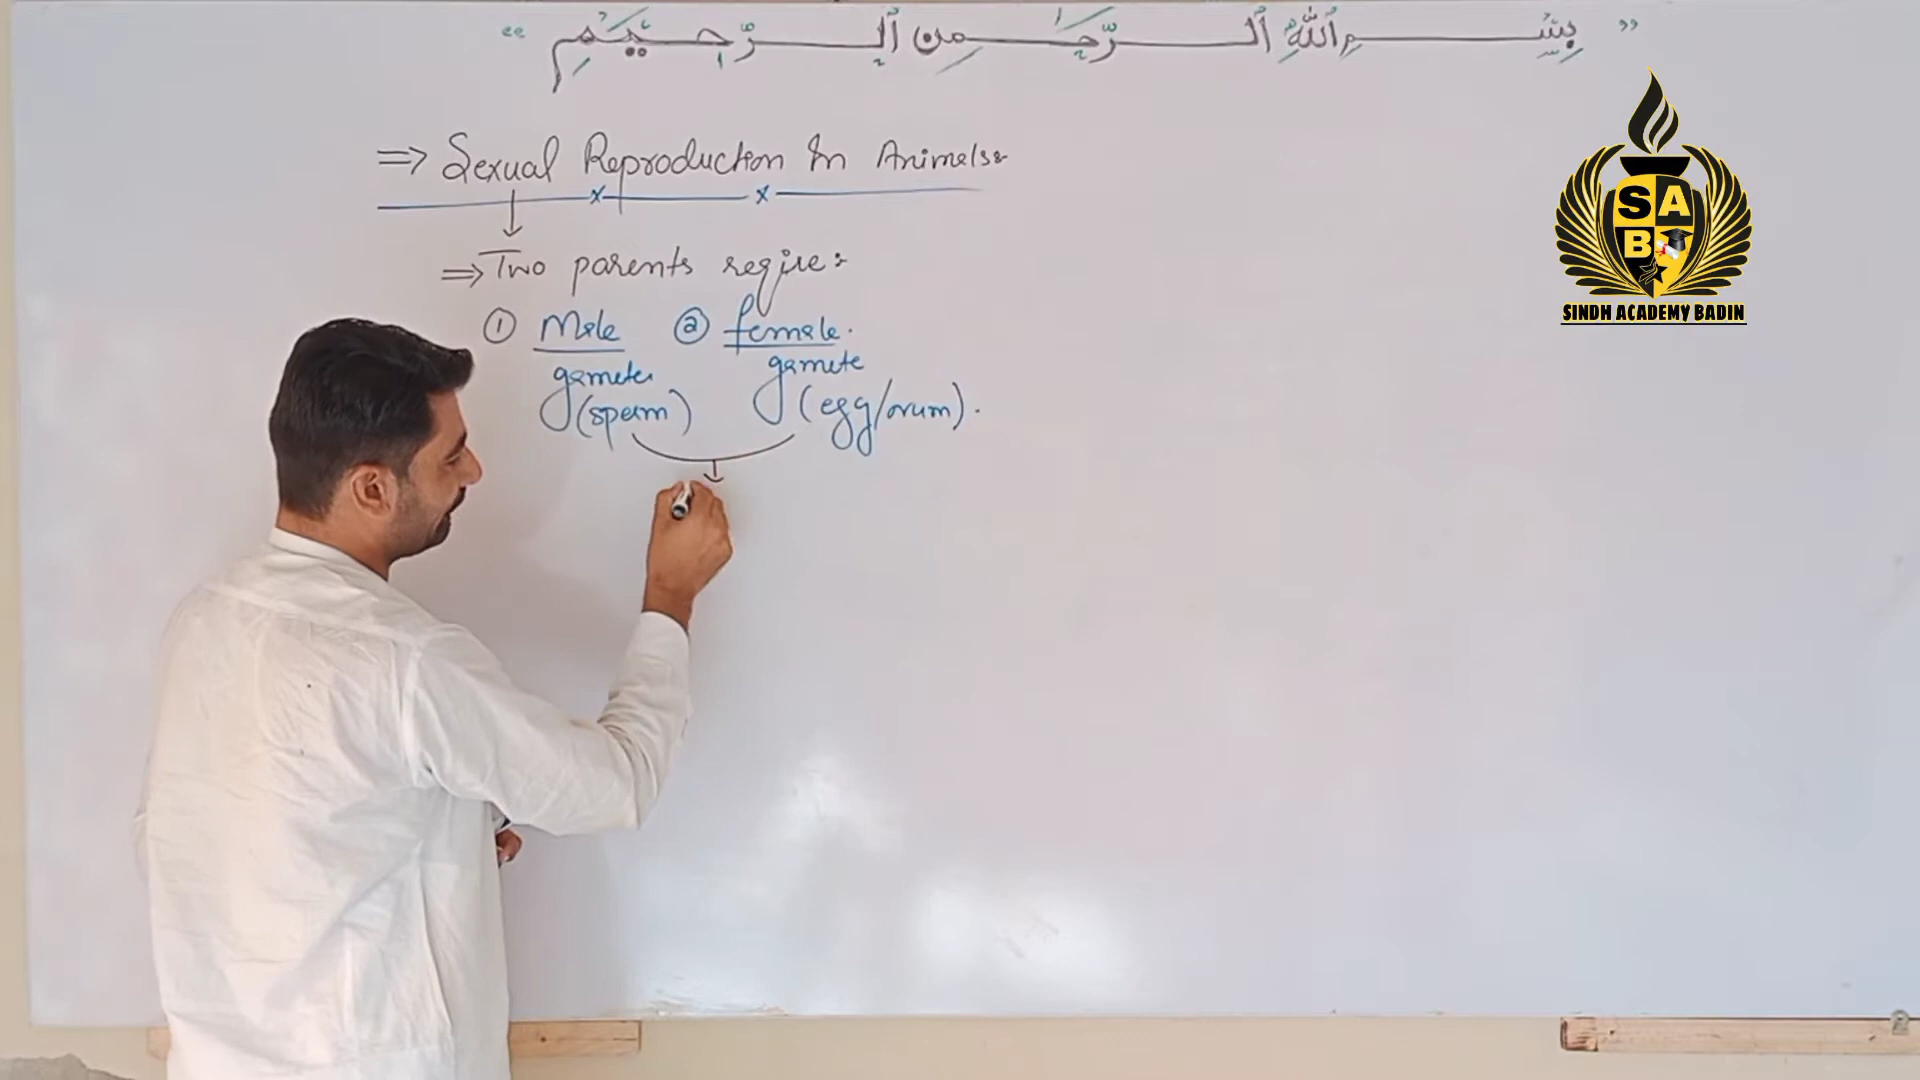 “ بِسْمِ ٱللَّهِ ٱلرَّحْمَٰنِ ٱلرَّحِيمِ ”
⇒ Sexual Reproduction In Animals:
⇒ Two parents reqire:
① Male ② female.
gamete gamete
(sperm) (egg/ovum).
SAB
SINDH ACADEMY BADIN